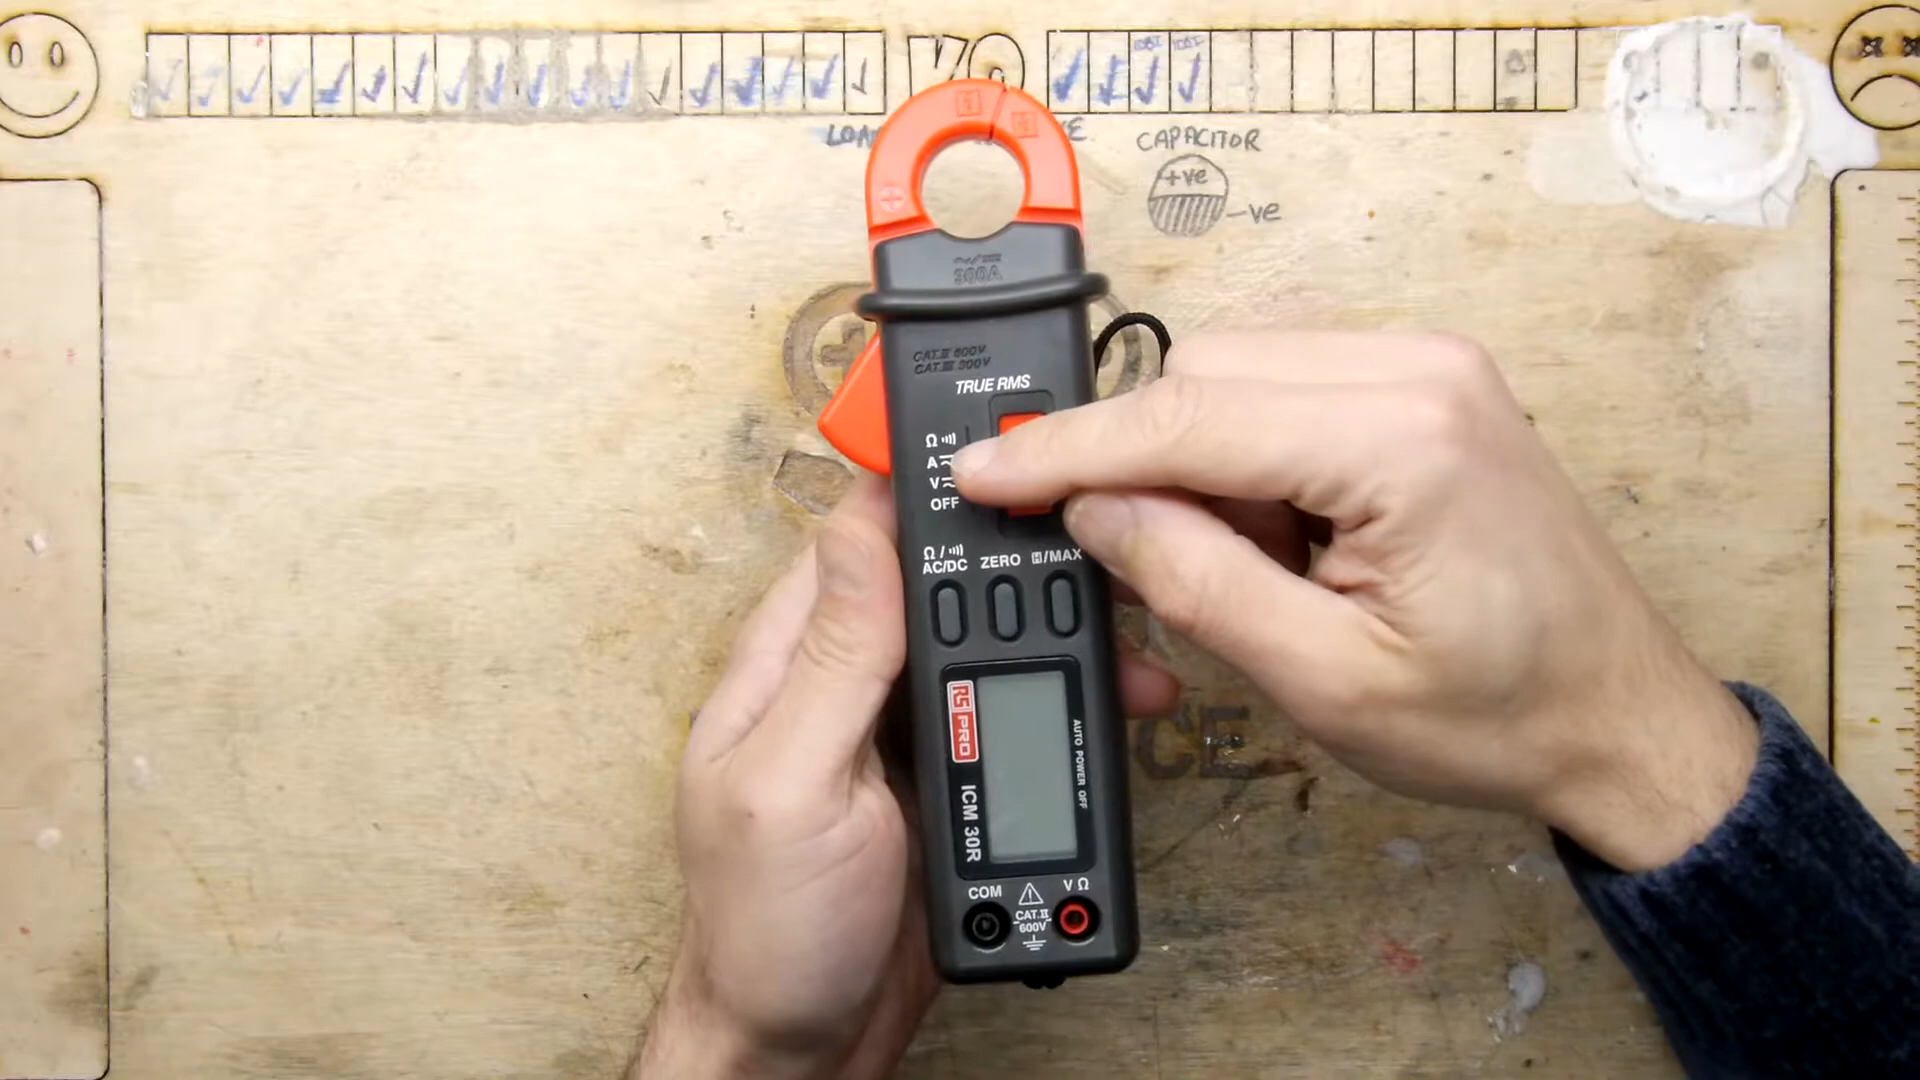 CAPACITOR
+ve
-ve
300A
CAT.II 600V
CAT.III 300V
TRUE RMS
Ω
A
V
OFF
Ω /
AC/DC
ZERO
H/MAX
RS PRO
ICM 30R
AUTO POWER OFF
COM
V Ω
CAT.II
600V